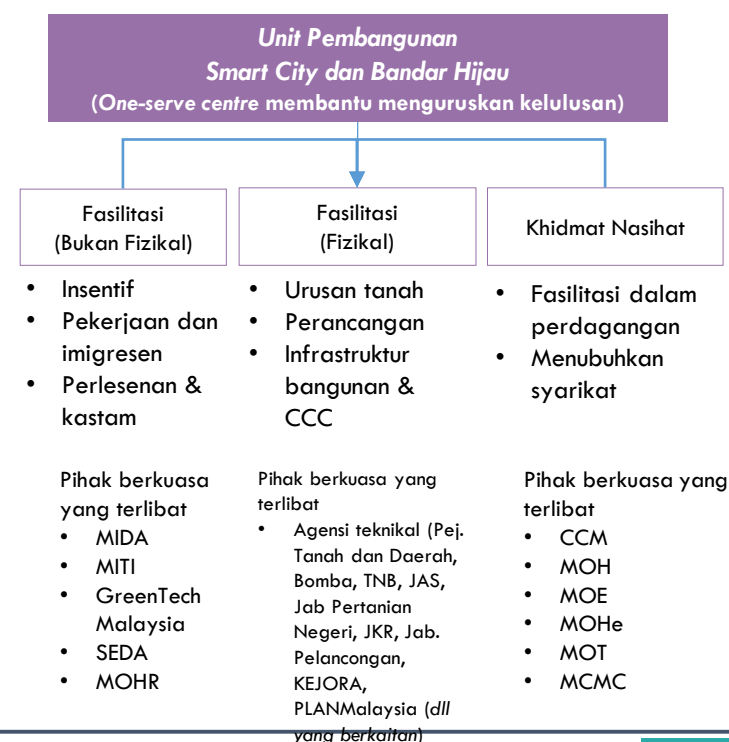 Unit Pembangunan
Smart City dan Bandar Hijau
(One-serve centre membantu menguruskan kelulusan)
Fasilitasi
(Bukan Fizikal)
• Insentif
• Pekerjaan dan
imigresen
• Perlesenan &
kastam
Pihak berkuasa
yang terlibat
• MIDA
• MITI
• GreenTech
Malaysia
• SEDA
• MOHR
Fasilitasi
(Fizikal)
• Urusan tanah
• Perancangan
• Infrastruktur
bangunan &
CCC
Pihak berkuasa yang
terlibat
• Agensi teknikal (Pej.
Tanah dan Daerah,
Bomba, TNB, JAS,
Jab Pertanian
Negeri, JKR, Jab.
Pelancongan,
KEJORA,
PLANMalaysia (dll
yang berkaitan)
Khidmat Nasihat
• Fasilitasi dalam
perdagangan
• Menubuhkan
syarikat
Pihak berkuasa yang
terlibat
• CCM
• MOH
• MOE
• MOHe
• MOT
• MCMC